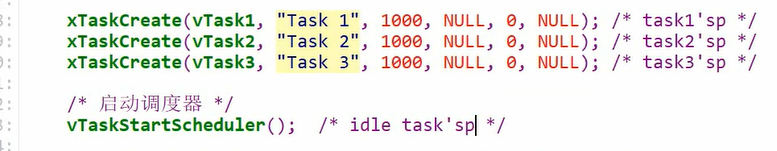 xTaskCreate(vTask1, "Task 1", 1000, NULL, 0, NULL); /* task1'sp */
xTaskCreate(vTask2, "Task 2", 1000, NULL, 0, NULL); /* task2'sp */
xTaskCreate(vTask3, "Task 3", 1000, NULL, 0, NULL); /* task3'sp */
/* 启动调度器 */
vTaskStartScheduler();  /* idle task'sp */